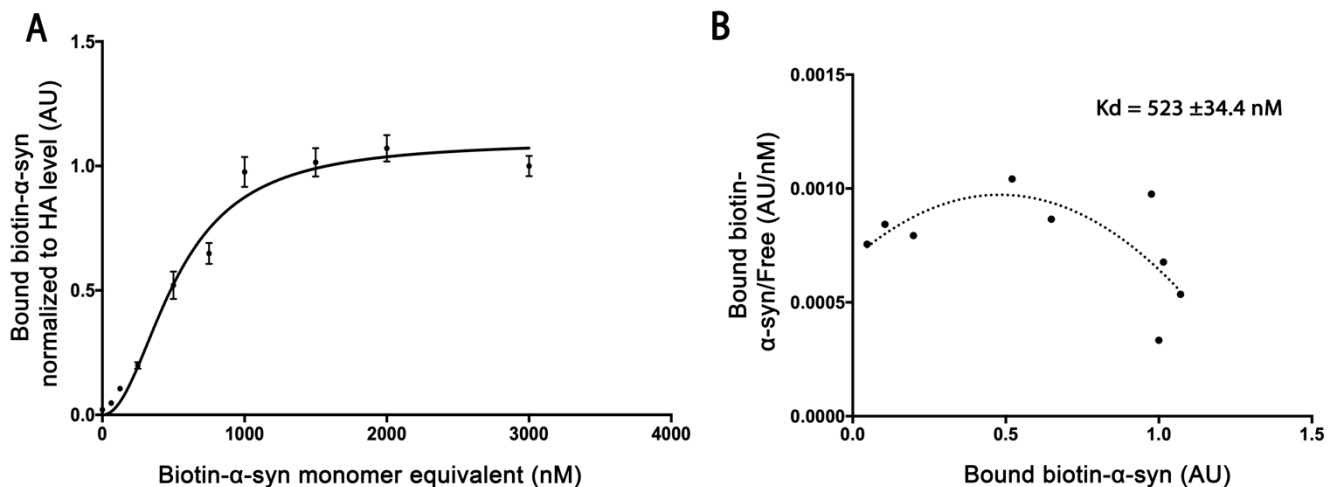 A
Bound biotin-α-syn
normalized to HA level (AU)
1.5
1.0
0.5
0.0
0
1000
2000
3000
4000
Biotin-α-syn monomer equivalent (nM)
B
Kd = 523 ±34.4 nM
Bound biotin-
α-syn/Free (AU/nM)
0.0015
0.0010
0.0005
0.0000
0.0
0.5
1.0
1.5
Bound biotin-α-syn (AU)